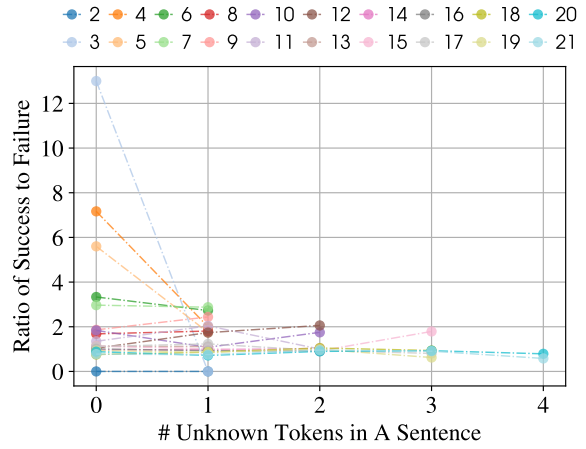 2 4 6 8 10 12 14 16 18 20
3 5 7 9 11 13 15 17 19 21
Ratio of Success to Failure
12
10
8
6
4
2
0
0 1 2 3 4
# Unknown Tokens in A Sentence